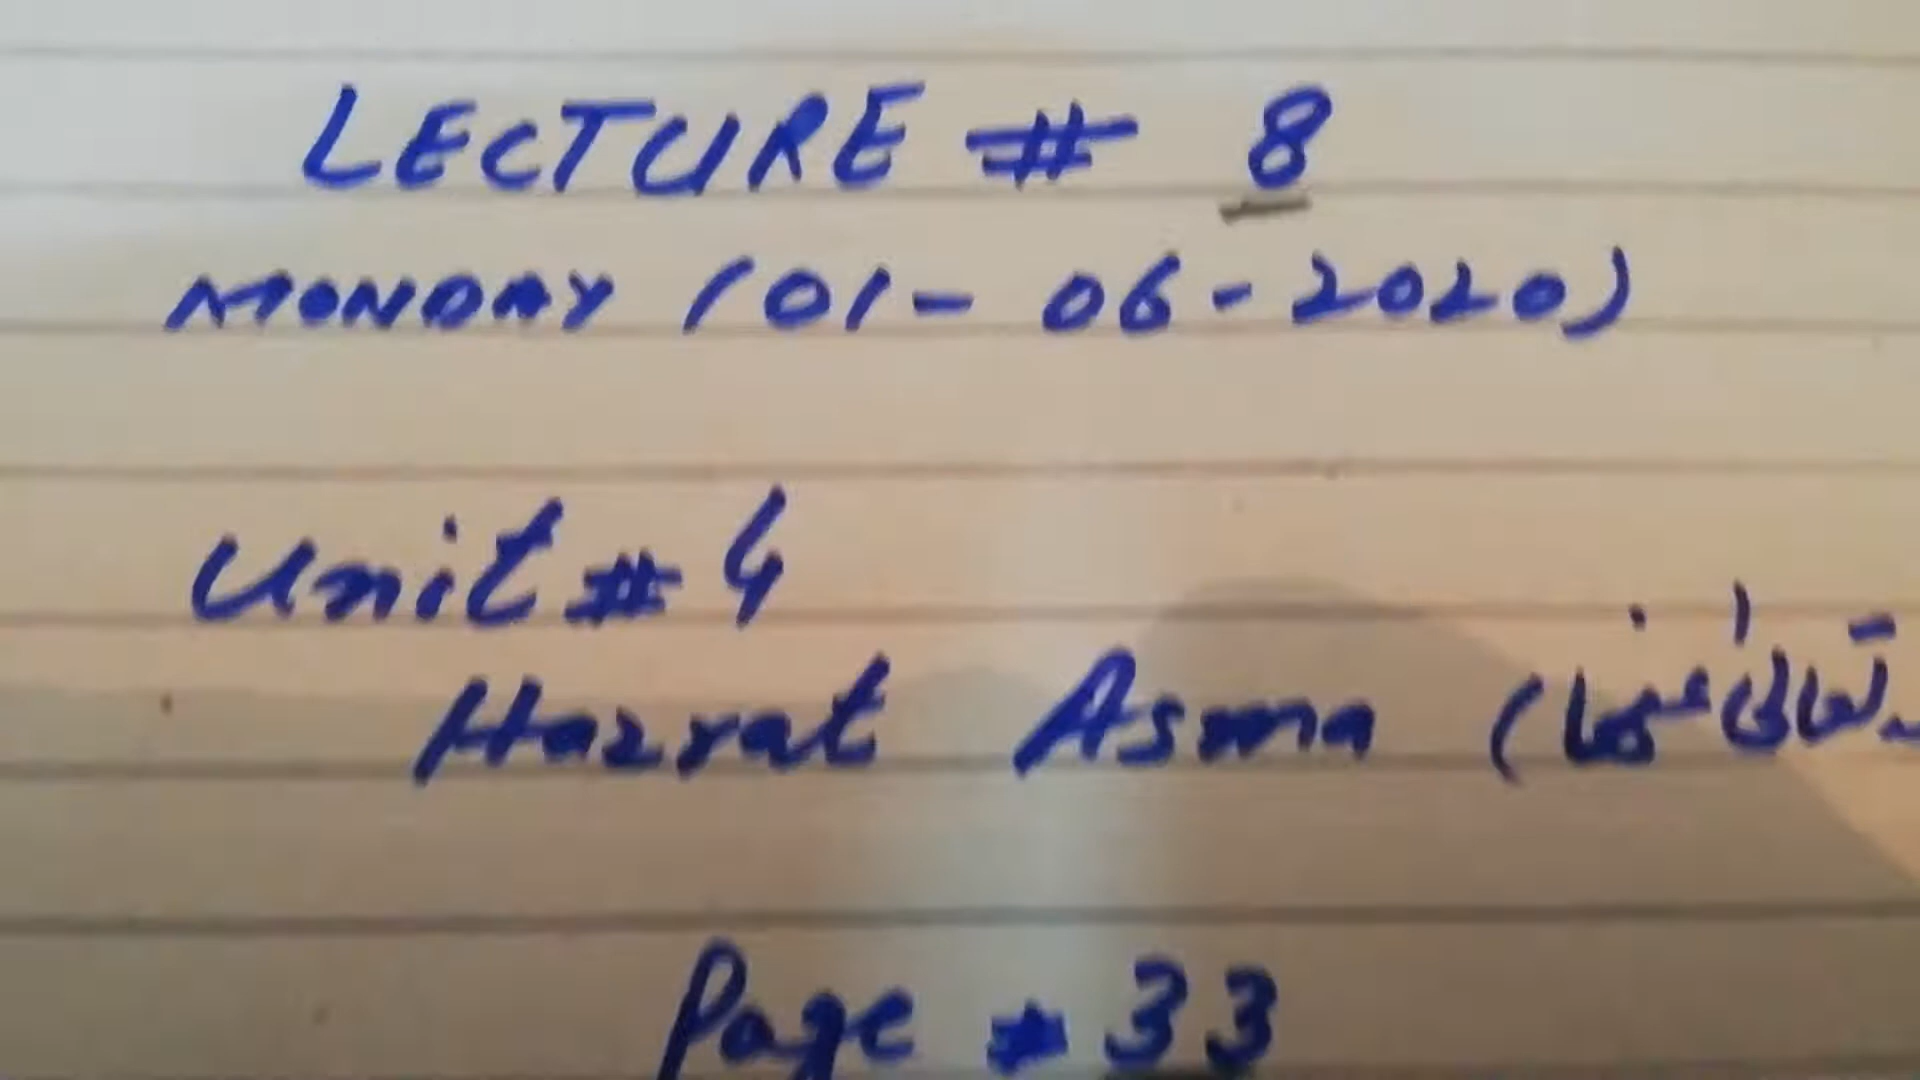 LECTURE # 8
MONDAY (01-06-2020)
Unit # 4
Hazrat Asma (
Page # 33